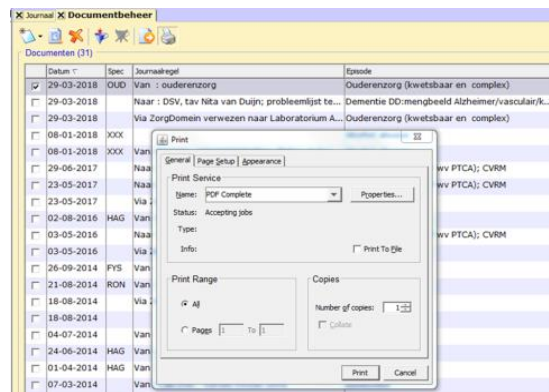 Journaal Documentbeheer
Documenten (31)
Datum Spec Journaalregel Episode
29-03-2018 OUD Van : ouderenzorg Ouderenzorg (kwetsbaar en complex)
29-03-2018 Naar : DSV, tav Nita van Duijn; probleemlijst te... Dementie DD:mengbeeld Alzheimer/vasculair/k...
29-03-2018 Via ZorgDomein verwezen naar Laboratorium A... Ouderenzorg (kwetsbaar en complex)
08-01-2018 XXX
08-01-2018 XXX Van
29-06-2017 Naa wv PTCA); CVRM
23-05-2017 Naa wv PTCA); CVRM
23-05-2017 Via Z
02-08-2016 HAG Van
03-05-2016 Naa wv PTCA); CVRM
03-05-2016 Via
26-09-2014 FYS Van
21-08-2014 RON Van
18-08-2014 Via
18-08-2014
04-07-2014 Van
24-06-2014 HAG Van
01-04-2014 HAG Van
07-03-2014 Van
Print
General Page Setup Appearance
Print Service
Name: PDF Complete Properties...
Status: Accepting jobs
Type:
Info: Print To File
Print Range
All
Pages 1 To 1
Copies
Number of copies: 1
Collate
Print Cancel